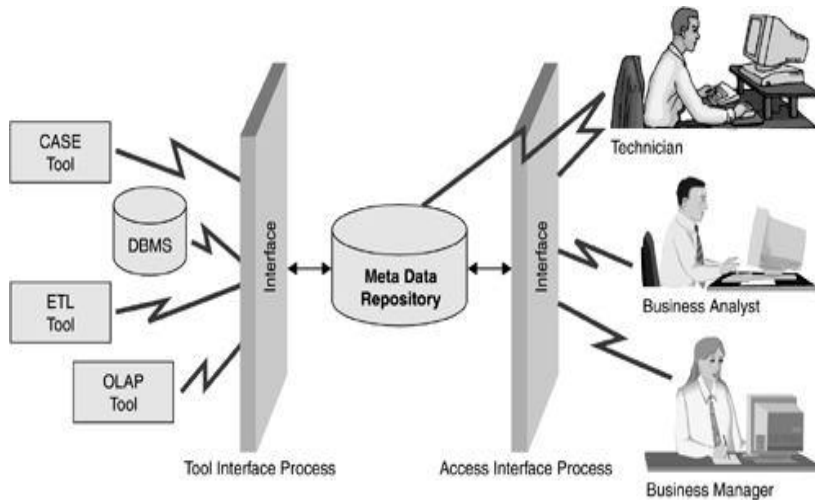 CASE
Tool
DBMS
ETL
Tool
OLAP
Tool
Interface
Tool Interface Process
Meta Data
Repository
Interface
Access Interface Process
Technician
Business Analyst
Business Manager